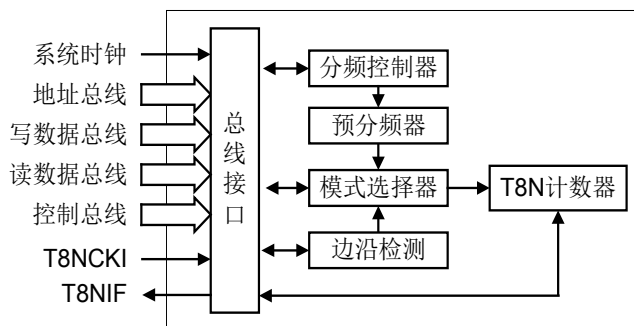 系统时钟
地址总线
写数据总线
读数据总线
控制总线
T8NCKI
T8NIF
总线接口
分频控制器
预分频器
模式选择器
边沿检测
T8N计数器